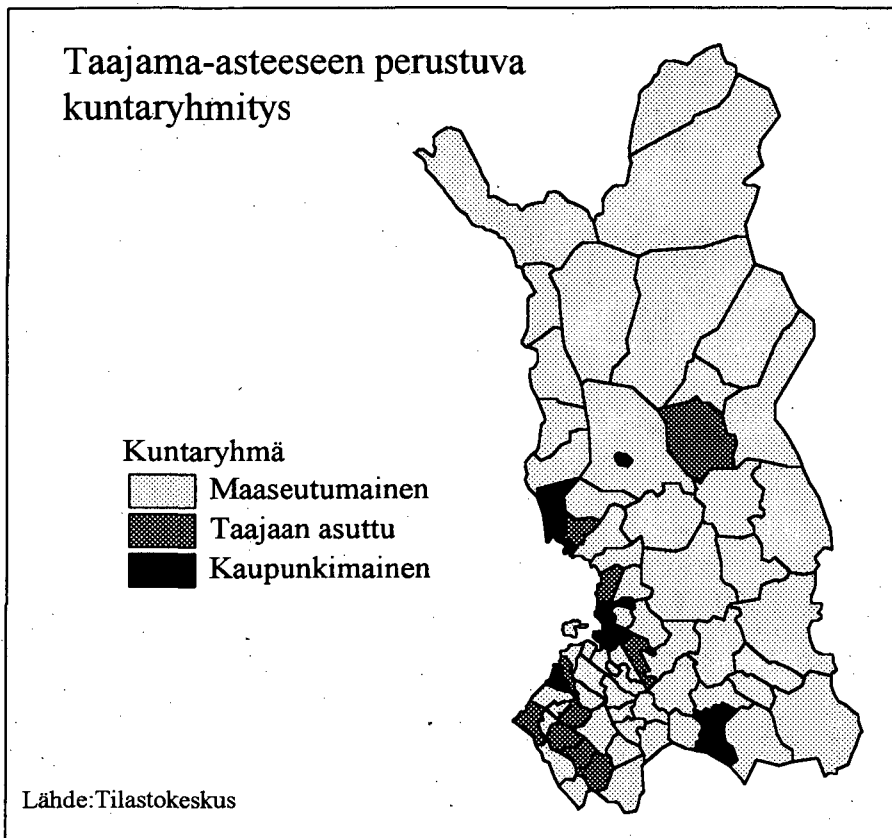 Taajama-asteeseen perustuva
kuntaryhmitys
Kuntaryhmä
Maaseutumainen
Taajaan asuttu
Kaupunkimainen
Lähde:Tilastokeskus